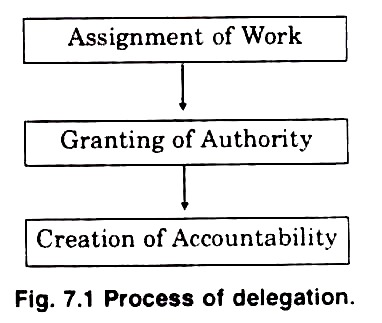 Assignment of Work
Granting of Authority
Creation of Accountability
Fig. 7.1 Process of delegation.